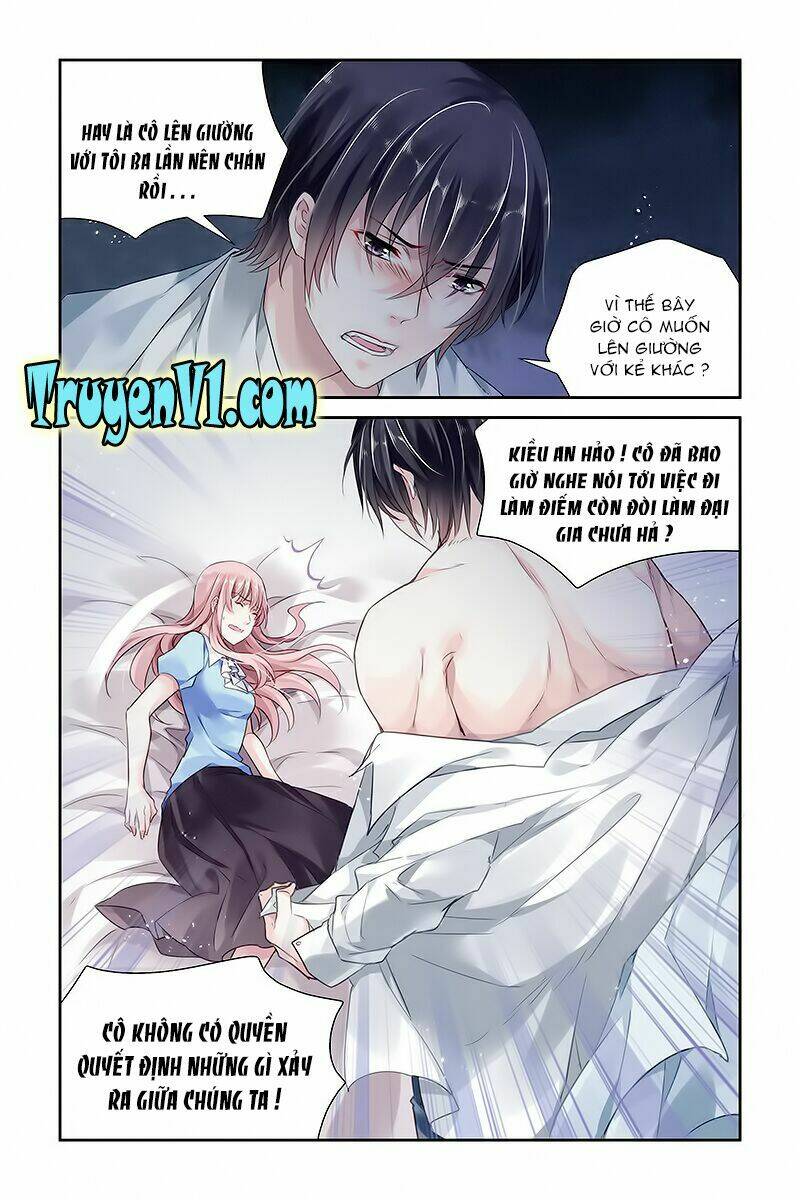 HAY LÀ CÔ LÊN GIƯỜNG
VỚI TÔI BA LẦN NÊN CHÁN
RỒI...
VÌ THẾ BÂY
GIỜ CÔ MUỐN
LÊN GIƯỜNG
VỚI KẺ KHÁC ?
TruyenV1.com
KIỀU AN HẢO ! CÔ ĐÃ BAO
GIỜ NGHE NÓI TỚI VIỆC ĐI
LÀM ĐIẾM CÒN ĐÒI LÀM ĐẠI
GIA CHƯA HẢ ?
CÔ KHÔNG CÓ QUYỀN
QUYẾT ĐỊNH NHỮNG GÌ XẢY
RA GIỮA CHÚNG TA !